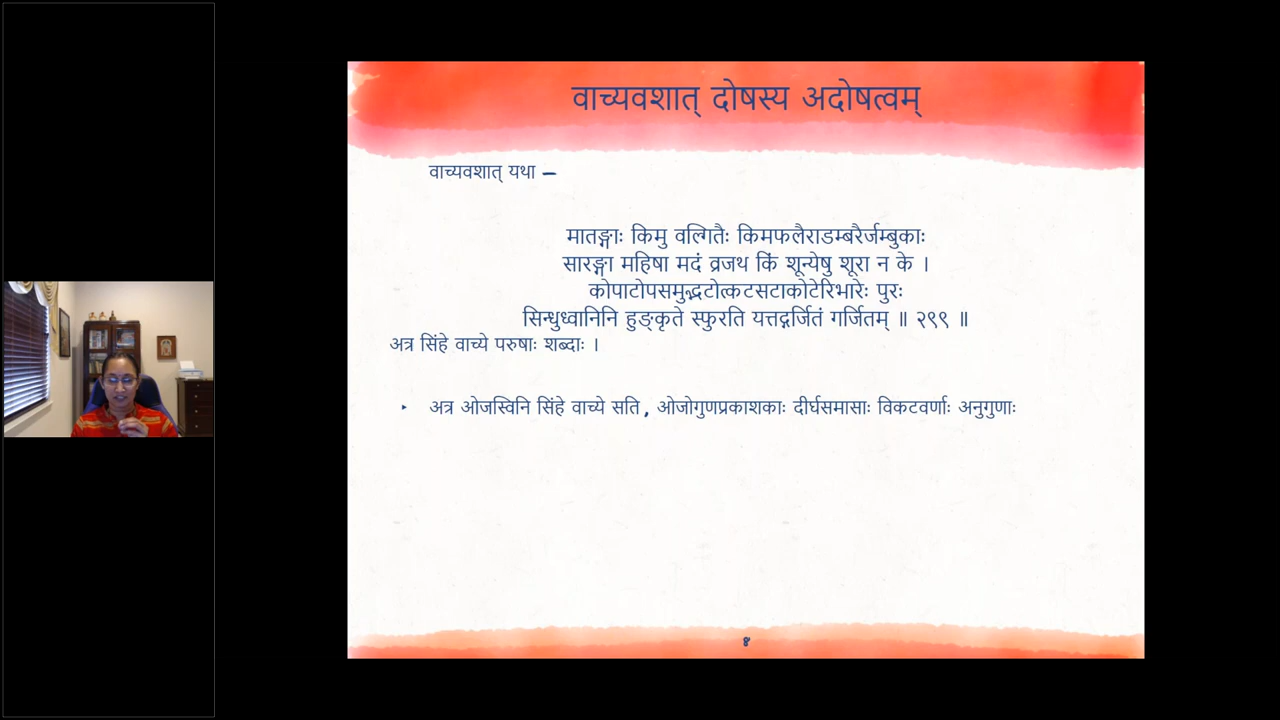 वाच्यवशात् दोषस्य अदोषत्वम्
वाच्यवशात् यथा –
मातङ्गाः किमु वल्गितैः किमफलैराडम्बरैर्जम्बुकाः
सारङ्गा महिषा मदं व्रजथ किं शून्येषु शूरा न के ।
कोपाटोपसमुद्भटोत्कटसटाकोटेरिभारेः पुरः
सिन्धुध्वानिनि हुङ्कृते स्फुरति यत्तद्गर्जितं गर्जितम् ॥ २९९ ॥
अत्र सिंहे वाच्ये परुषाः शब्दाः ।
‣ अत्र ओजस्विनि सिंहे वाच्ये सति , ओजोगुणप्रकाशकाः दीर्घसमासाः विकटवर्णाः अनुगुणाः